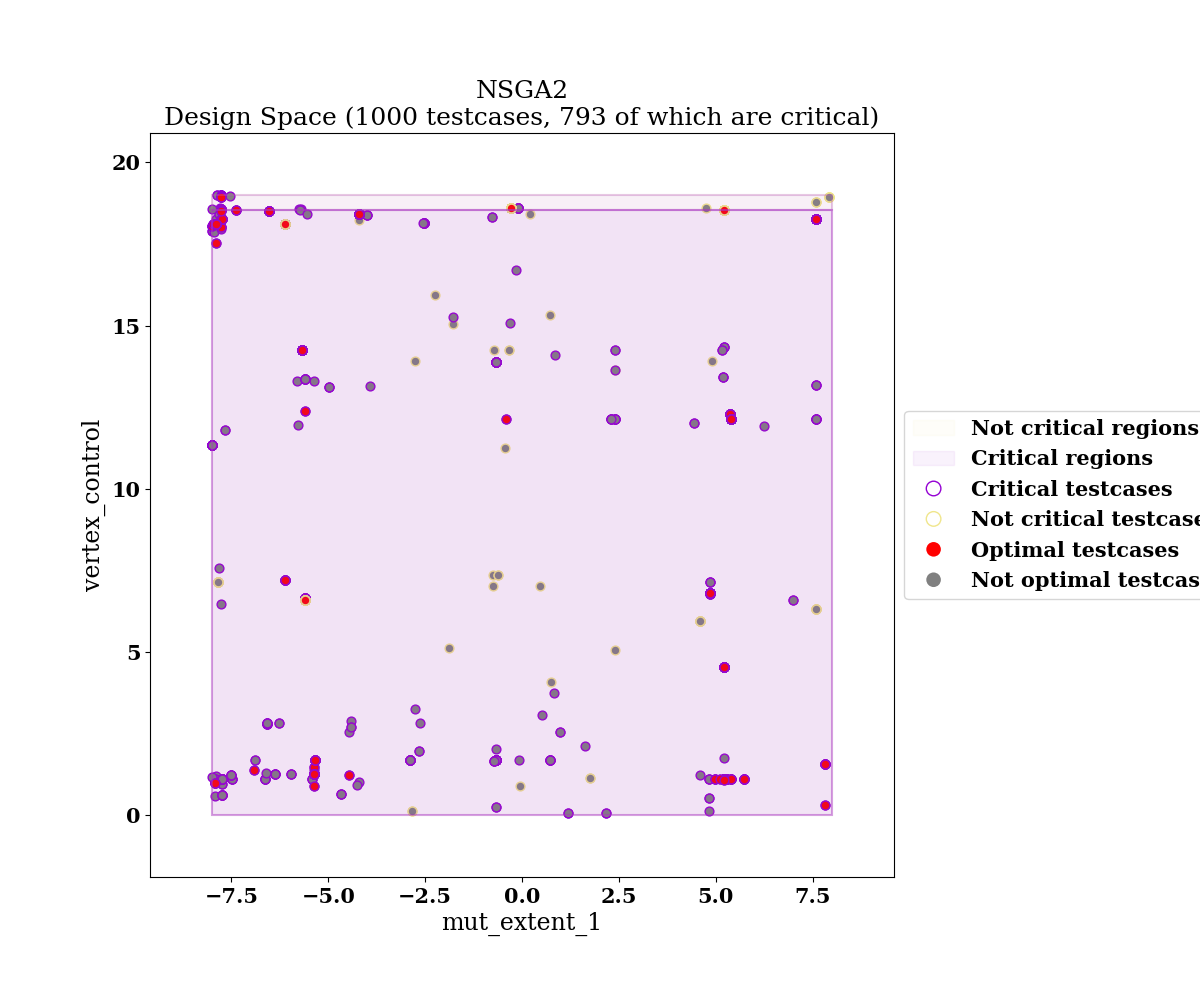 NSGA2
Design Space (1000 testcases, 793 of which are critical)
20
15
10
5
0
vertex_control
−7.5
−5.0
−2.5
0.0
2.5
5.0
7.5
mut_extent_1
Not critical regions
Critical regions
Critical testcases
Not critical testcase
Optimal testcases
Not optimal testcas